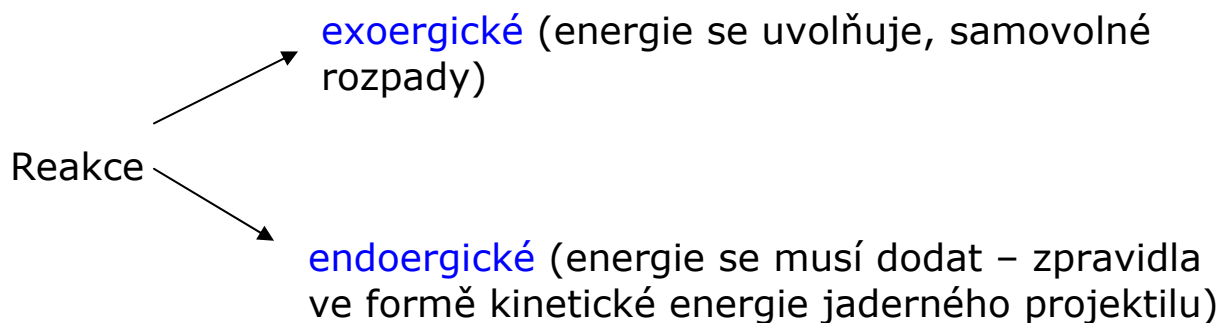 exoergické (energie se uvolňuje, samovolné
rozpady)
Reakce
endoergické (energie se musí dodat – zpravidla
ve formě kinetické energie jaderného projektilu)